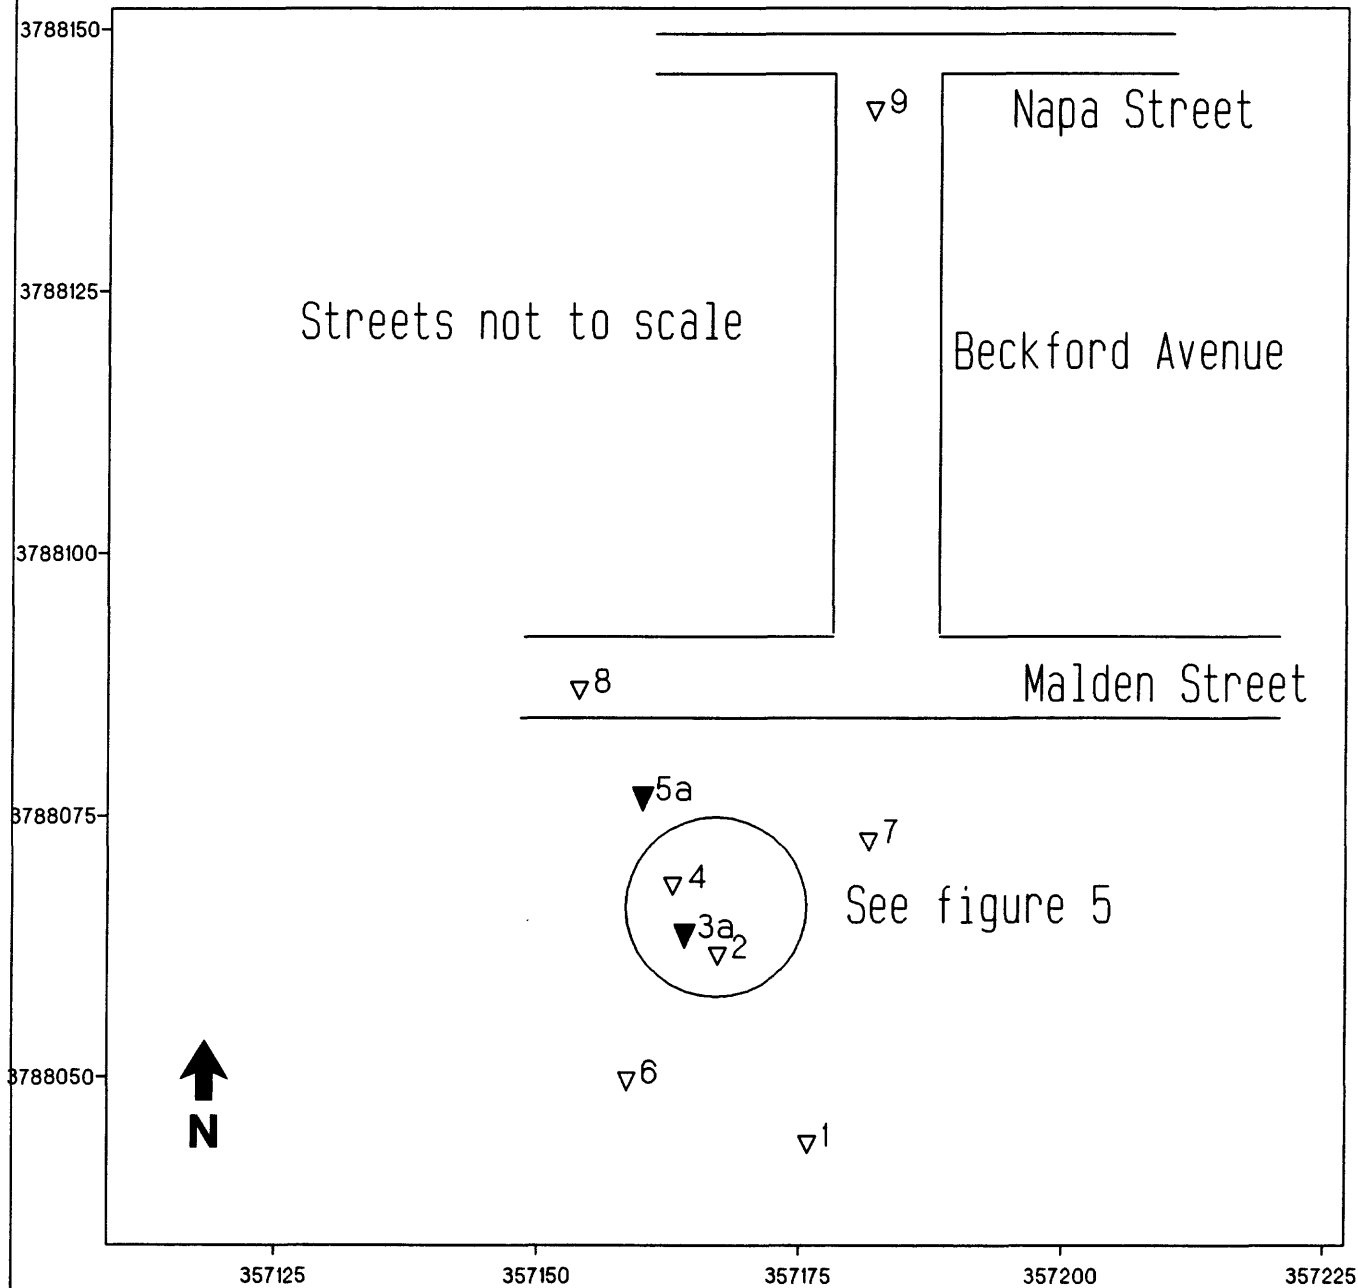 3788150
9
Napa Street
3788125
Streets not to scale
Beckford Avenue
3788100
8
Malden Street
5a
3788075
7
4
See figure 5
3a
2
3788050
6
N
1
357125
357150
357175
357200
357225